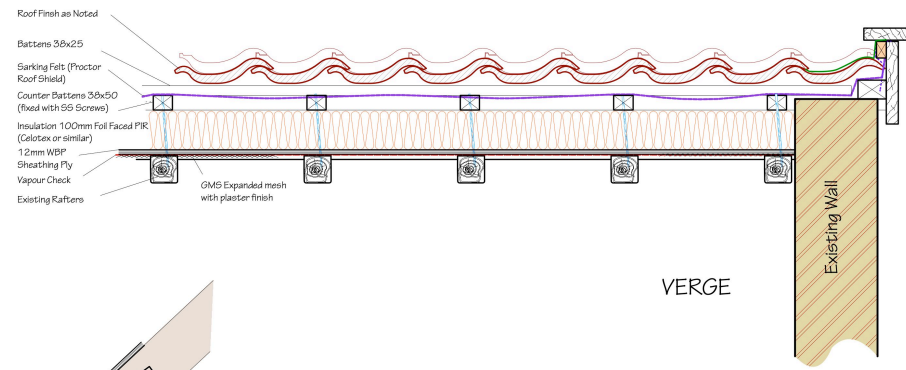 Roof Finsh as Noted
Battens 38x25
Sarking Felt (Proctor
Roof Shield)
Counter Battens 38x50
(fixed with SS Screws)
Insulation 100mm Foil Faced PIR
(Celotex or similar)
12mm WBP
Sheathing Ply
Vapour Check
Existing Rafters
GMS Expanded mesh
with plaster finish
VERGE
Existing Wall